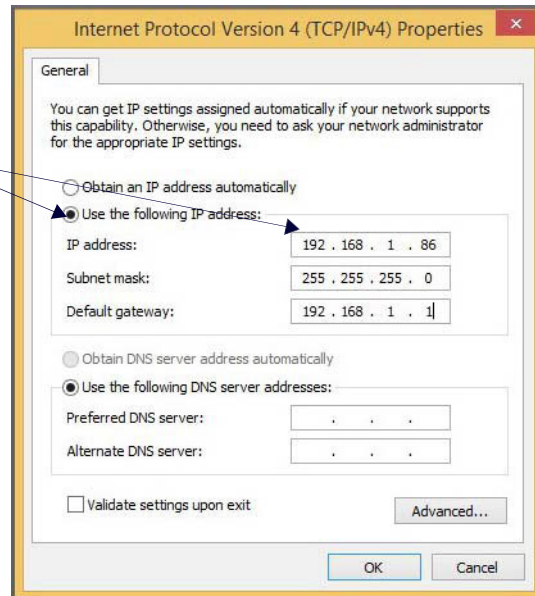 Internet Protocol Version 4 (TCP/IPv4) Properties
General
You can get IP settings assigned automatically if your network supports
this capability. Otherwise, you need to ask your network administrator
for the appropriate IP settings.
Obtain an IP address automatically
Use the following IP address:
IP address: 192 . 168 . 1 . 86
Subnet mask: 255 . 255 . 255 . 0
Default gateway: 192 . 168 . 1 . 1
Obtain DNS server address automatically
Use the following DNS server addresses:
Preferred DNS server: . . .
Alternate DNS server: . . .
Validate settings upon exit
Advanced...
OK Cancel